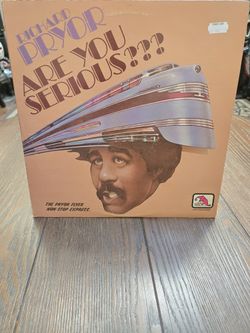 RICHARD
PRYOR
ARE YOU
SERIOUS???
THE PRYOR FLYER
NON STOP EXPRESS.